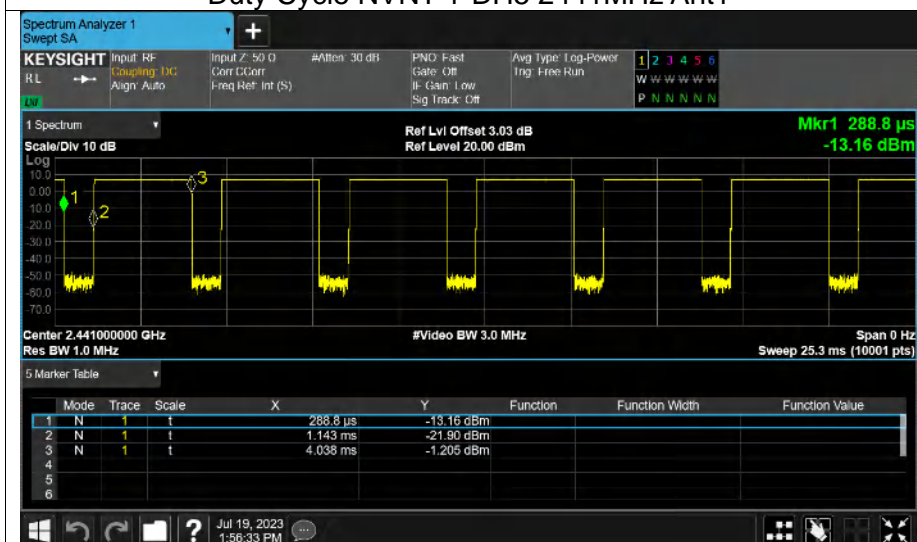 Duty Cycle NVNT 1-DH5 2441MHz Ant1
Spectrum Analyzer 1
Swept SA
+
KEYSIGHT Input: RF Input Z: 50 Ω #Atten: 30 dB PNO: Fast Avg Type: Log-Power 1 2 3 4 5 6
RL Coupling: DC Corr CCorr Gate: Off Trig: Free Run W W W W W W
Align: Auto Freq Ref: Int (S) IF Gain: Low
Sig Track: Off P N N N N N
1 Spectrum Ref Lvl Offset 3.03 dB Mkr1 288.8 µs
Scale/Div 10 dB Ref Level 20.00 dBm -13.16 dBm
Log
10.0
0.00
-10.0
-20.0
-30.0
-40.0
-50.0
-60.0
-70.0
1
2
3
Center 2.441000000 GHz #Video BW 3.0 MHz Span 0 Hz
Res BW 1.0 MHz Sweep 25.3 ms (10001 pts)
5 Marker Table
Mode Trace Scale X Y Function Function Width Function Value
1 N 1 t 288.8 µs -13.16 dBm
2 N 1 t 1.143 ms -21.90 dBm
3 N 1 t 4.038 ms -1.205 dBm
4
5
6
? Jul 19, 2023
1:56:33 PM